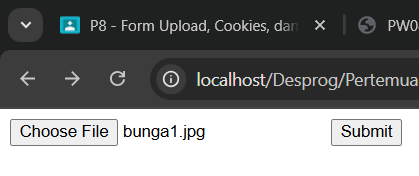 P8 - Form Upload, Cookies, dan
PW0
localhost/Desprog/Pertemua
Choose File bunga1.jpg Submit